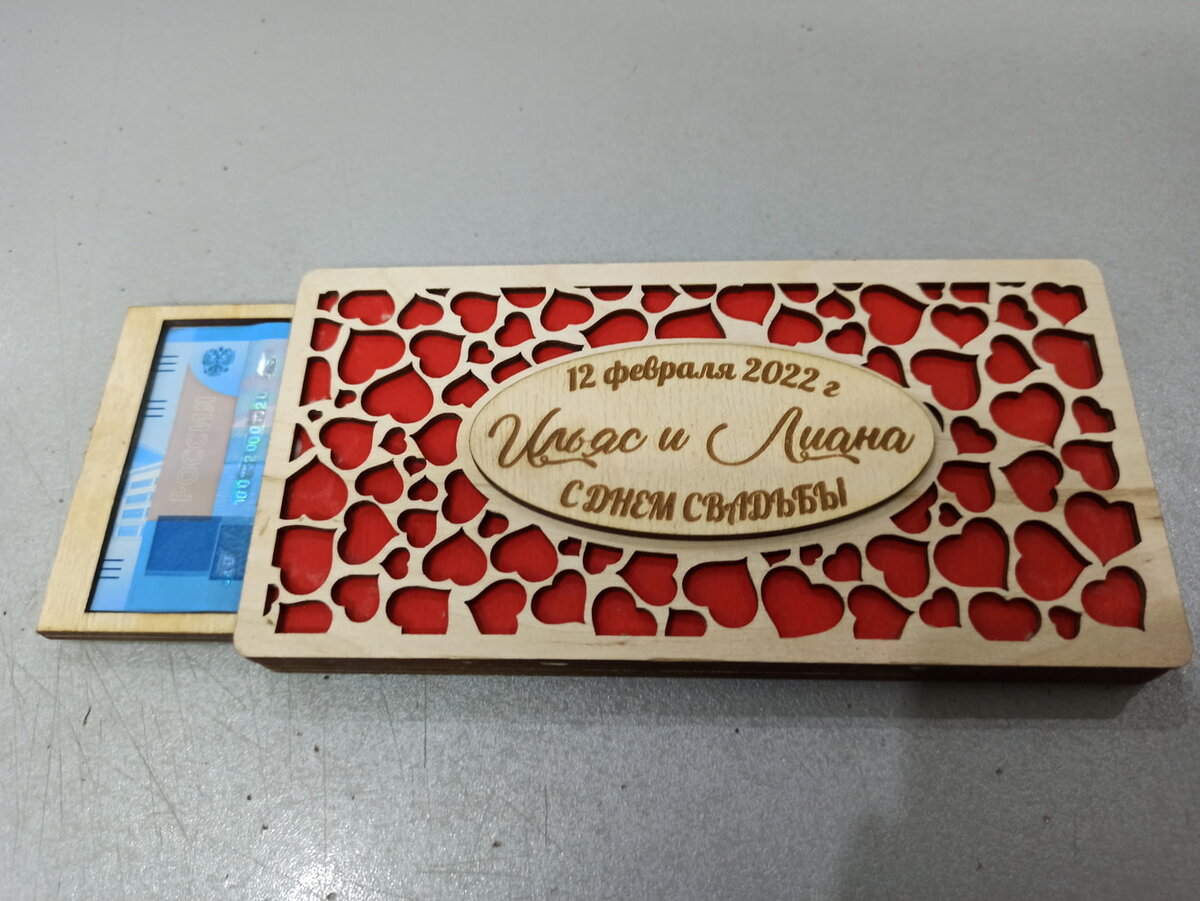 12 февраля 2022 г
Ильяс и Лиана
С ДНЕМ СВАДЬБЫ
РОССИЯ